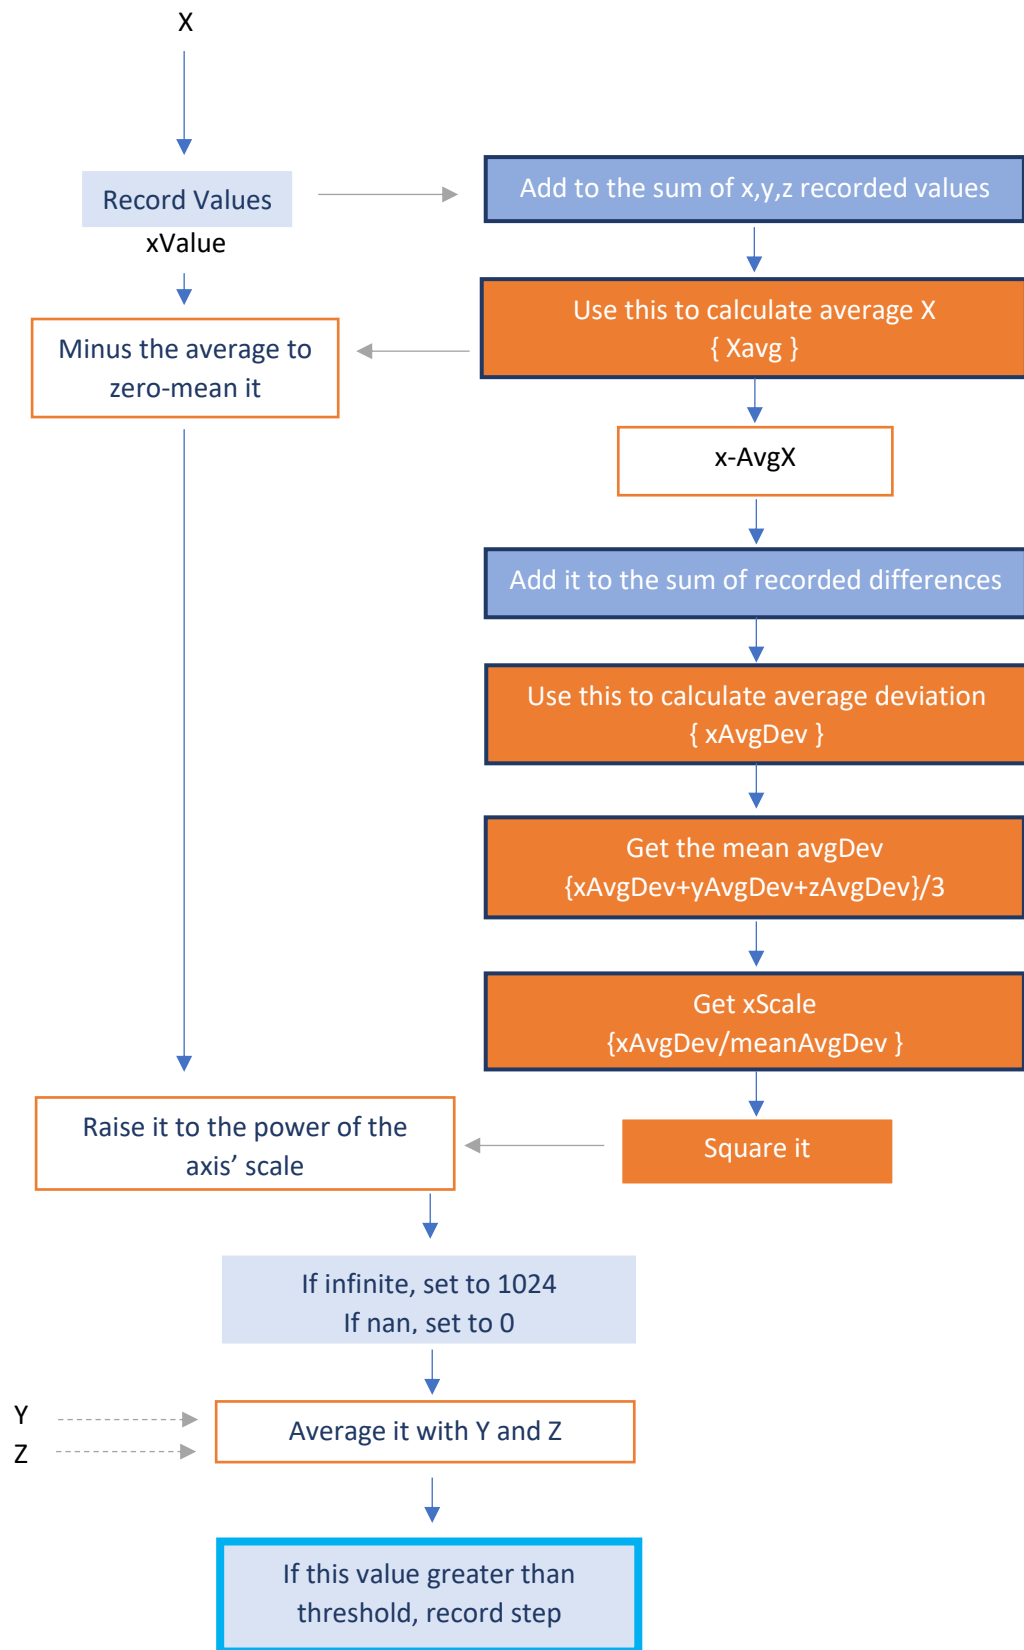 X
Record Values
xValue
Add to the sum of x,y,z recorded values
Use this to calculate average X
{ Xavg }
Minus the average to
zero-mean it
x-AvgX
Add it to the sum of recorded differences
Use this to calculate average deviation
{ xAvgDev }
Get the mean avgDev
{xAvgDev+yAvgDev+zAvgDev}/3
Get xScale
{xAvgDev/meanAvgDev }
Square it
Raise it to the power of the
axis’ scale
If infinite, set to 1024
If nan, set to 0
Y
Z
Average it with Y and Z
If this value greater than
threshold, record step